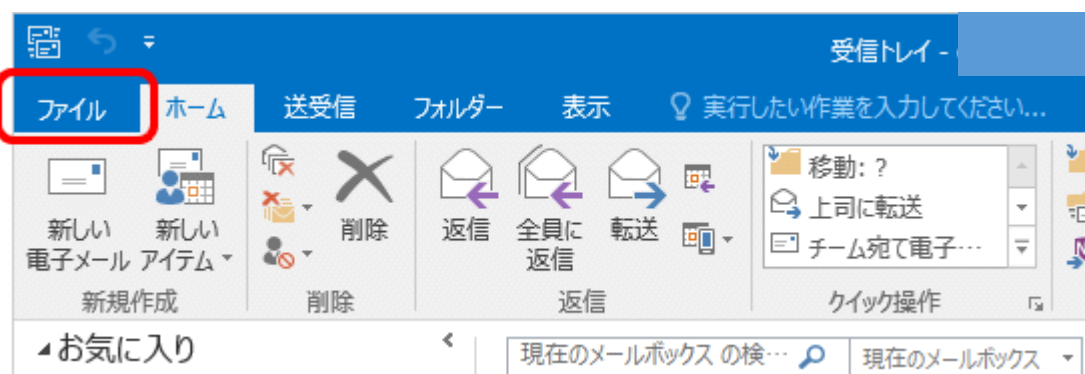 受信トレイ -
ファイル ホーム 送受信 フォルダー 表示 実行したい作業を入力してください...
新しい
電子メール
新しい
アイテム
削除
返信
全員に
返信
転送
移動: ?
上司に転送
チーム宛て電子…
新規作成 削除 返信 クイック操作
お気に入り
現在のメールボックス の検… 現在のメールボックス